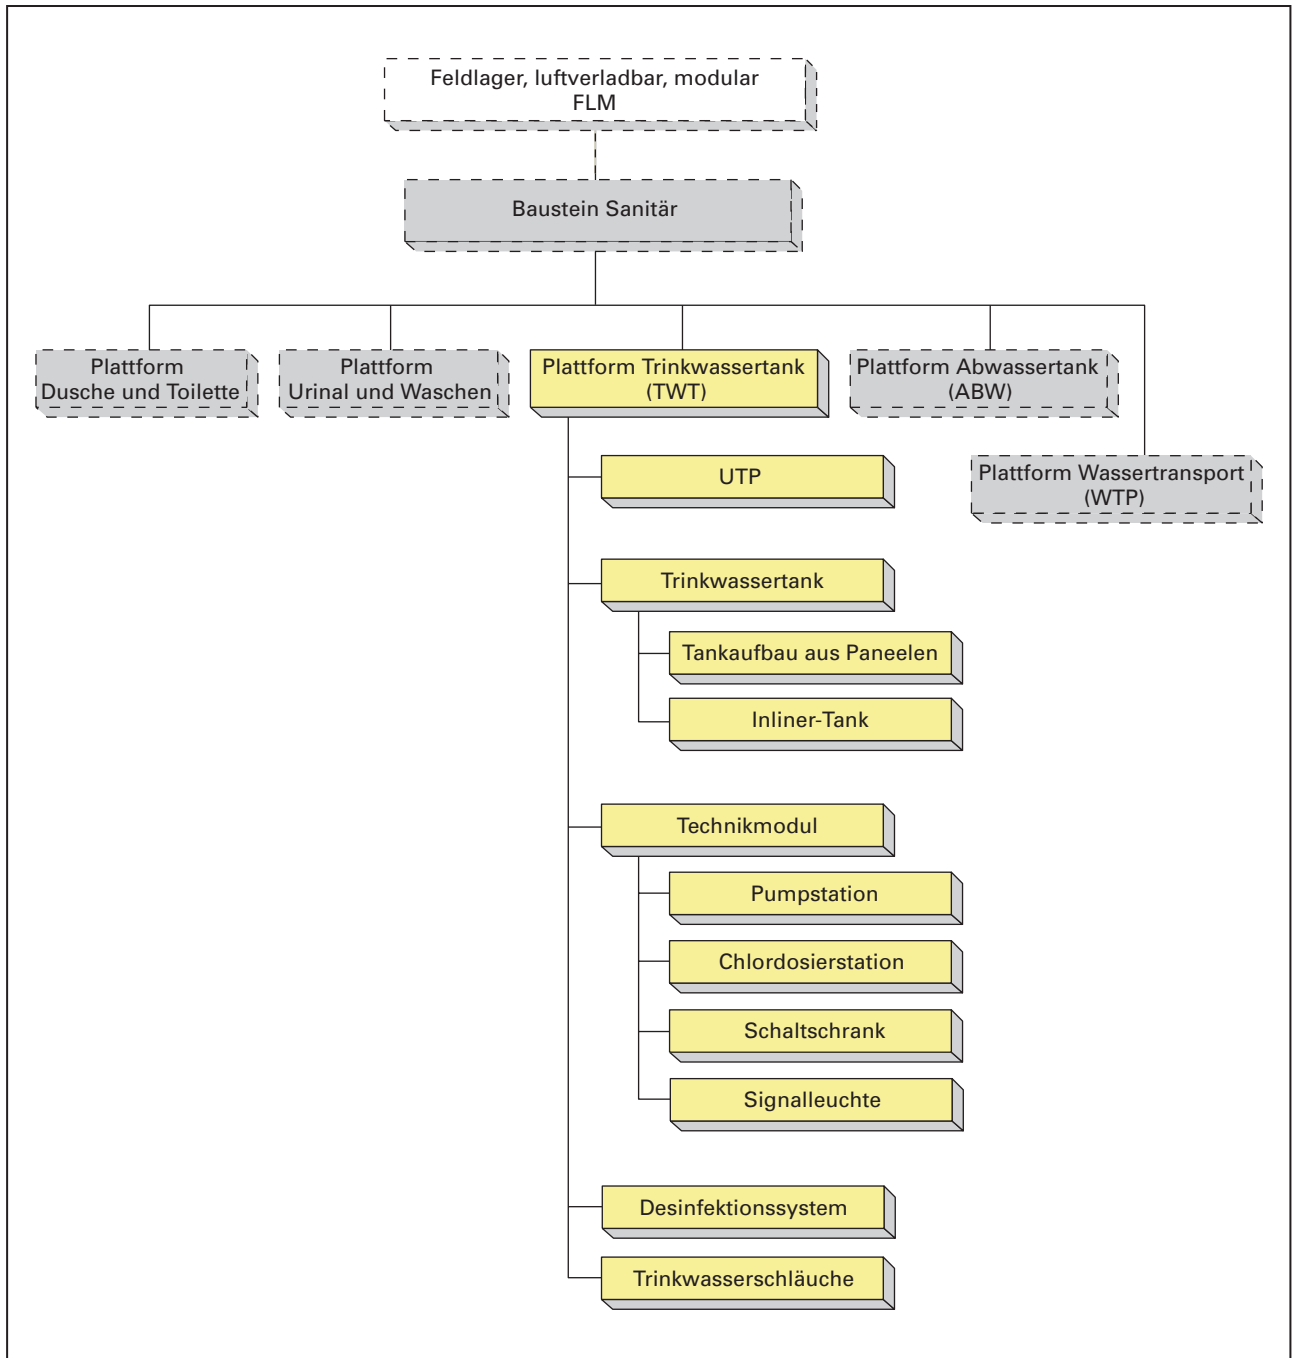 Feldlager, luftverladbar, modular
FLM
Baustein Sanitär
Plattform
Dusche und Toilette
Plattform
Urinal und Waschen
Plattform Trinkwassertank
(TWT)
Plattform Abwassertank
(ABW)
Plattform Wassertransport
(WTP)
UTP
Trinkwassertank
Tankaufbau aus Paneelen
Inliner-Tank
Technikmodul
Pumpstation
Chlordosierstation
Schaltschrank
Signalleuchte
Desinfektionssystem
Trinkwasserschläuche